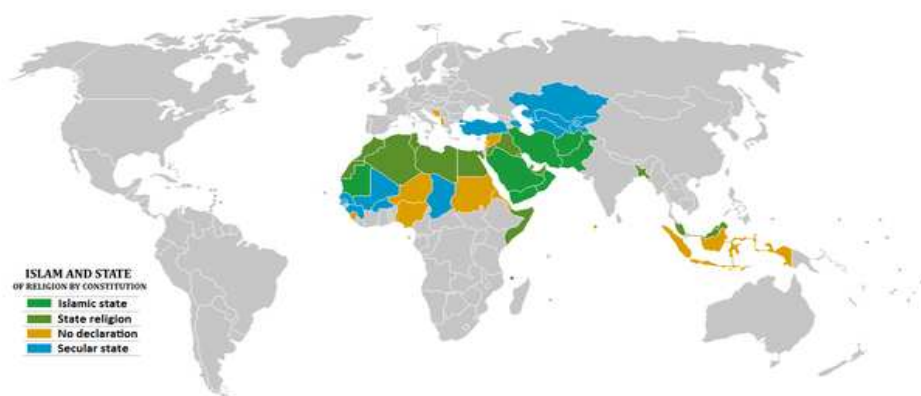 ISLAM AND STATE
OF RELIGION BY CONSTITUTION
Islamic state
State religion
No declaration
Secular state